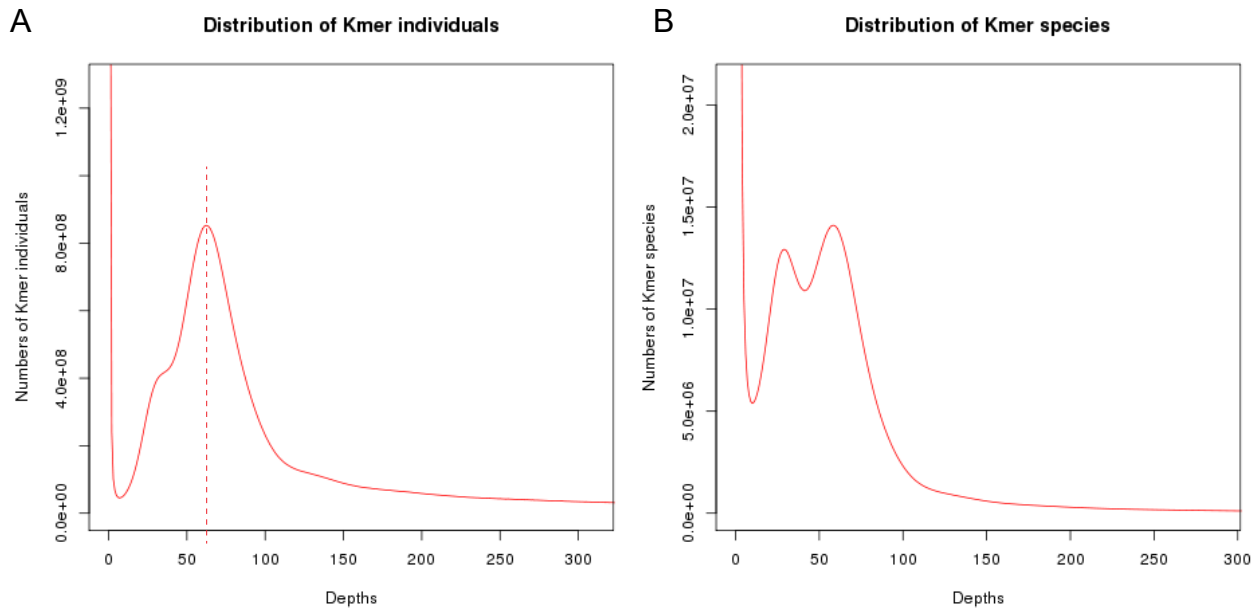 A
Distribution of Kmer individuals
Numbers of Kmer individuals
0.0e+00
4.0e+08
8.0e+08
1.2e+09
0
50
100
150
200
250
300
Depths
B
Distribution of Kmer species
Numbers of Kmer species
0.0e+00
5.0e+06
1.0e+07
1.5e+07
2.0e+07
0
50
100
150
200
250
300
Depths